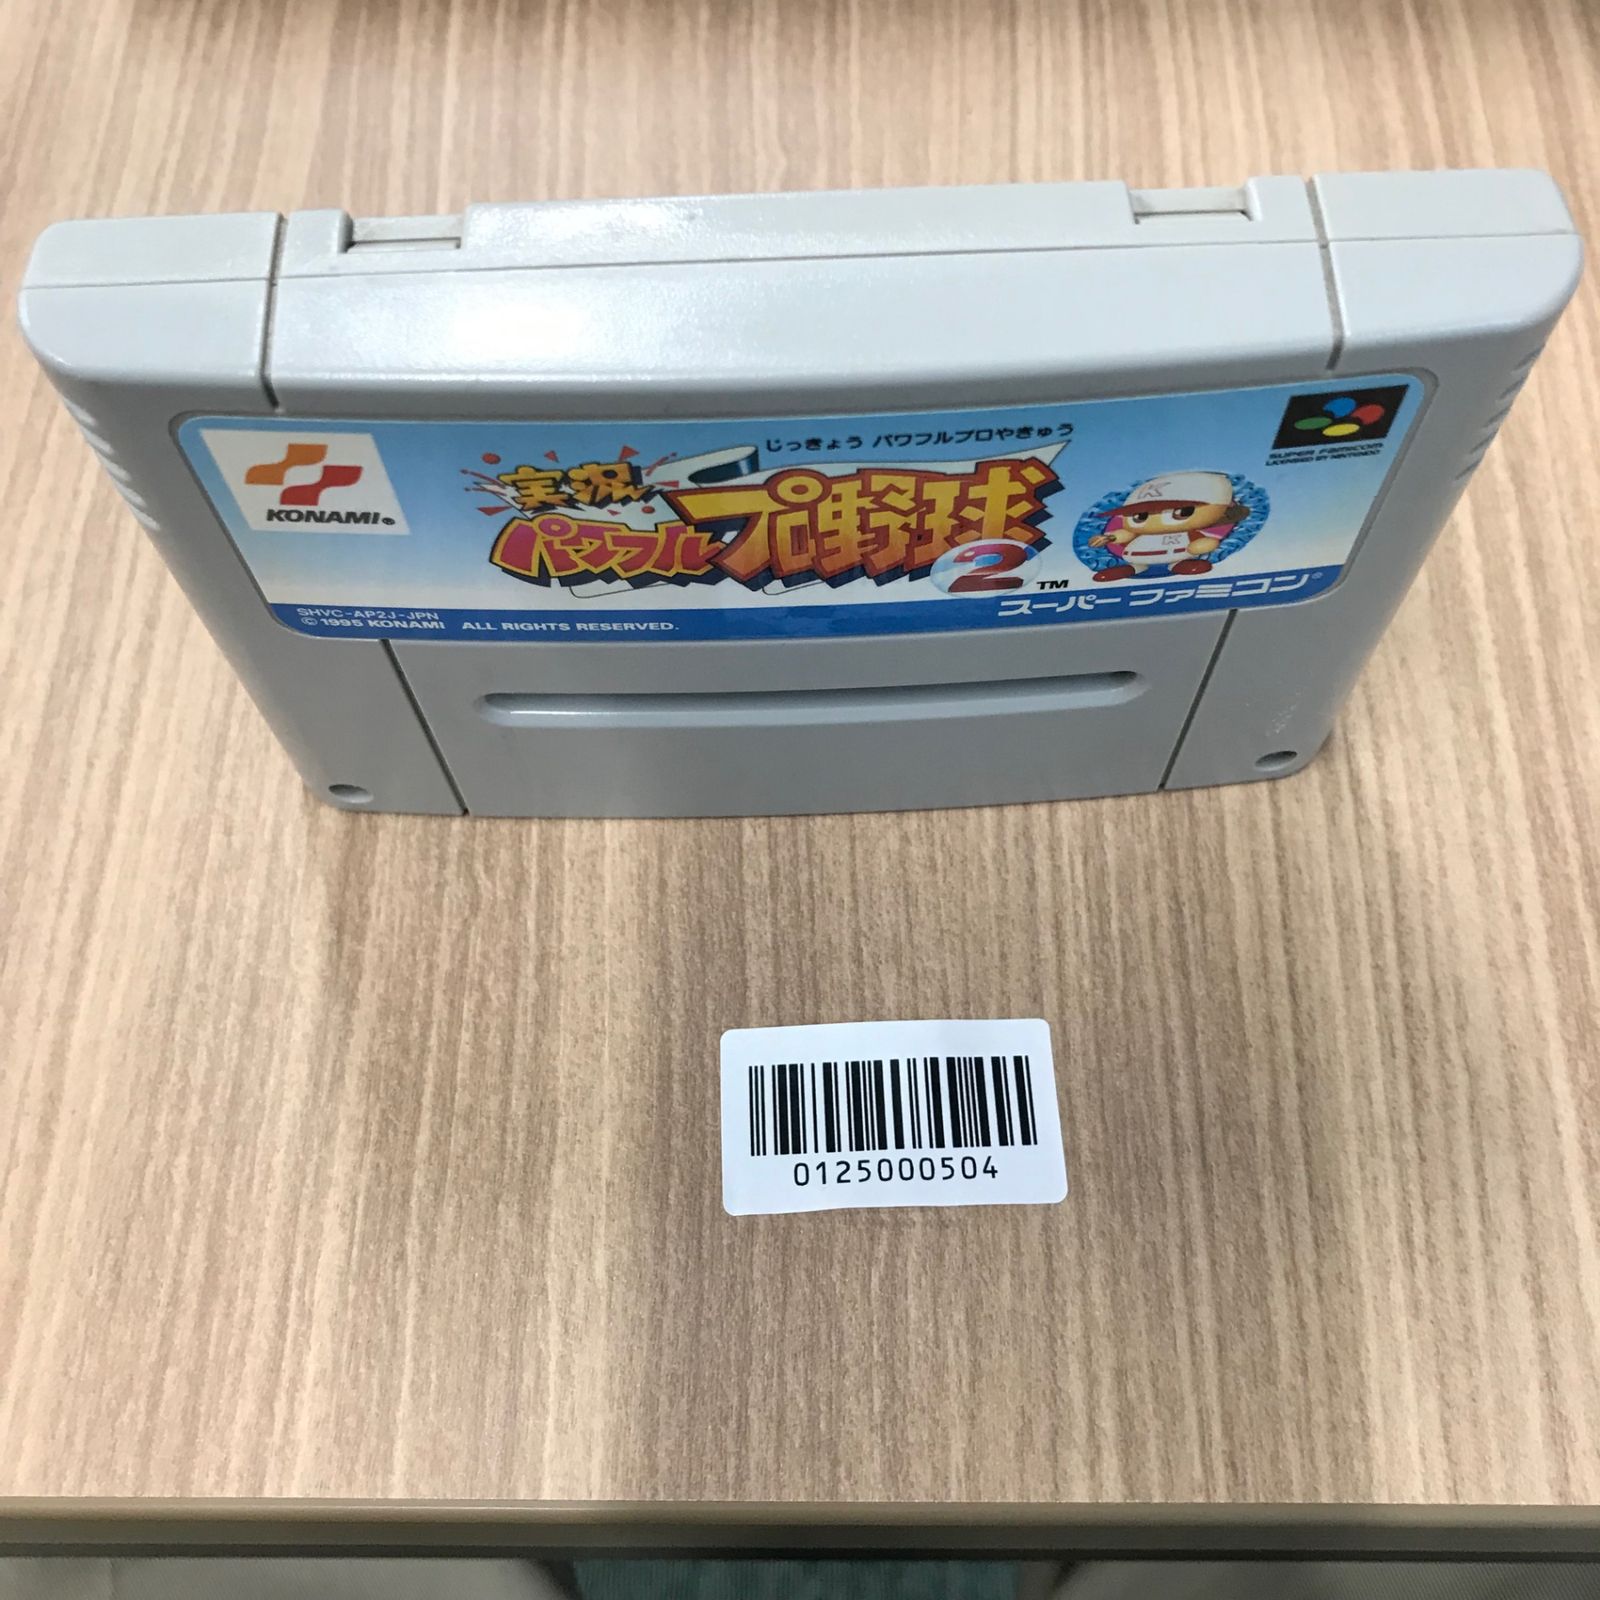 じっきょう パワフルプロやきゅう
実況
パワフルプロ野球
2
TM
KONAMI®
K
K
SUPER FAMICOM
LICENSED BY NINTENDO
スーパーファミコン®
SHVC-AP2J-JPN
© 1995 KONAMI ALL RIGHTS RESERVED.
0125000504